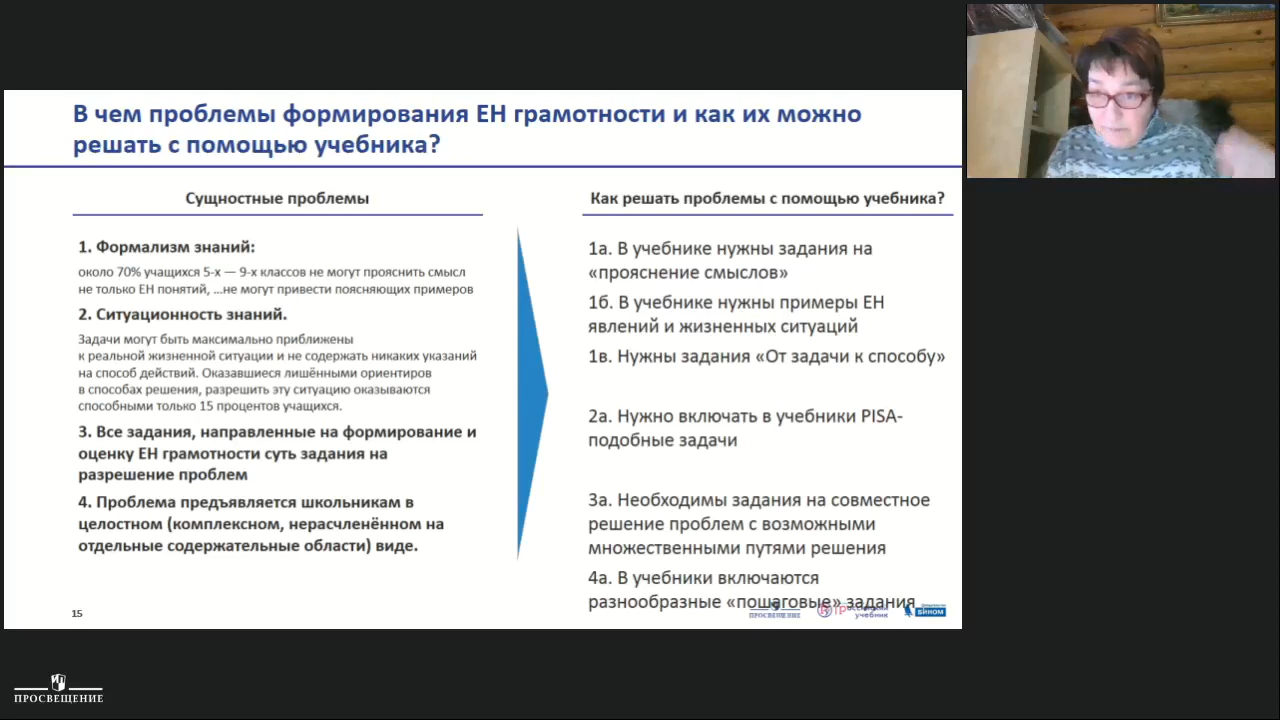 В чем проблемы формирования ЕН грамотности и как их можно
решать с помощью учебника?
Сущностные проблемы
1. Формализм знаний:
около 70% учащихся 5-х — 9-х классов не могут прояснить смысл
не только ЕН понятий, ...не могут привести поясняющих примеров
2. Ситуационность знаний.
Задачи могут быть максимально приближены
к реальной жизненной ситуации и не содержать никаких указаний
на способ действий. Оказавшиеся лишёнными ориентиров
в способах решения, разрешить эту ситуацию оказываются
способными только 15 процентов учащихся.
3. Все задания, направленные на формирование и
оценку ЕН грамотности суть задания на
разрешение проблем
4. Проблема предъявляется школьникам в
целостном (комплексном, нерасчленённом на
отдельные содержательные области) виде.
Как решать проблемы с помощью учебника?
1а. В учебнике нужны задания на
«прояснение смыслов»
1б. В учебнике нужны примеры ЕН
явлений и жизненных ситуаций
1в. Нужны задания «От задачи к способу»
2а. Нужно включать в учебники PISA-
подобные задачи
3а. Необходимы задания на совместное
решение проблем с возможными
множественными путями решения
4а. В учебники включаются
разнообразные «пошаговые» задания
15
ПРОСВЕЩЕНИЕ
учебник
БИНОМ
ПРОСВЕЩЕНИЕ